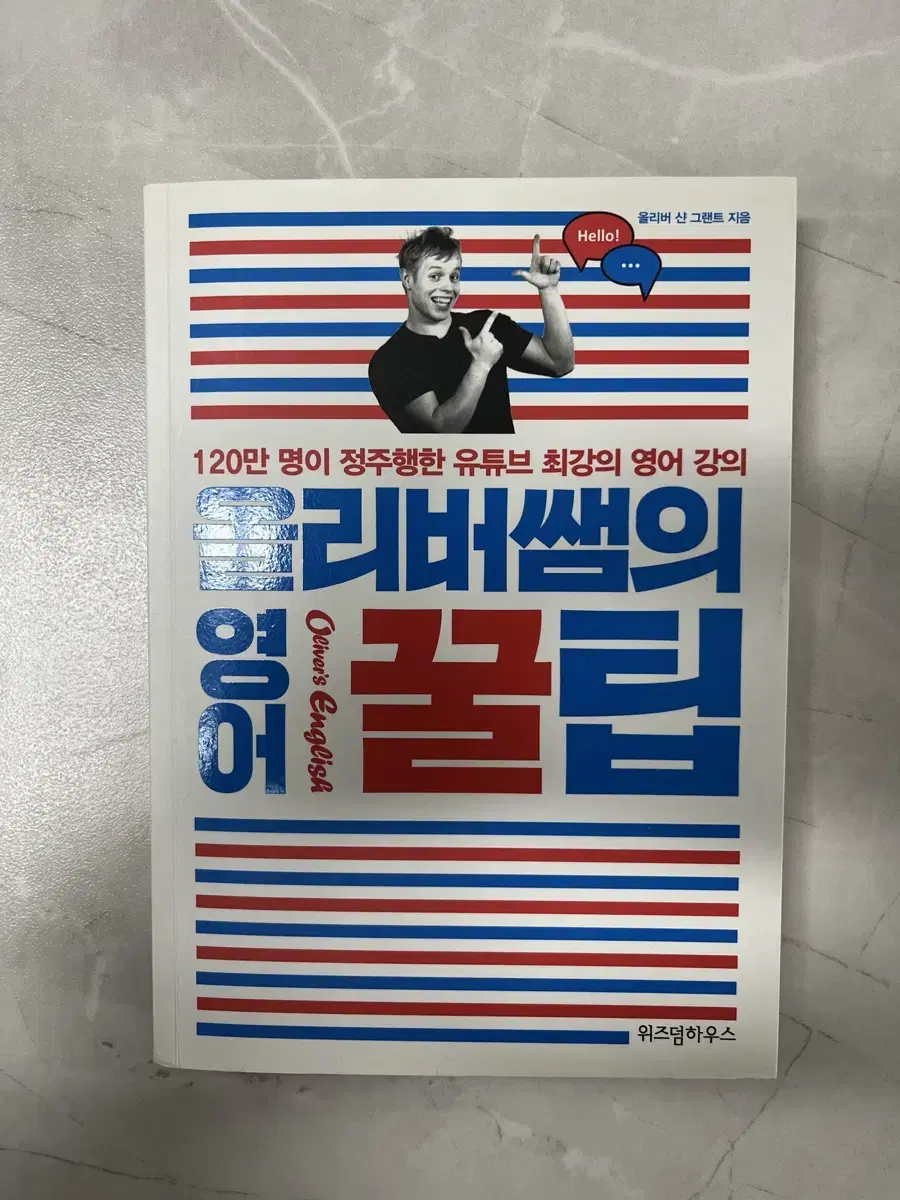 올리버 샨 그랜트 지음
Hello!
...
120만 명이 정주행한 유튜브 최강의 영어 강의
올리버쌤의
영어
Oliver's English
꿀팁
위즈덤하우스